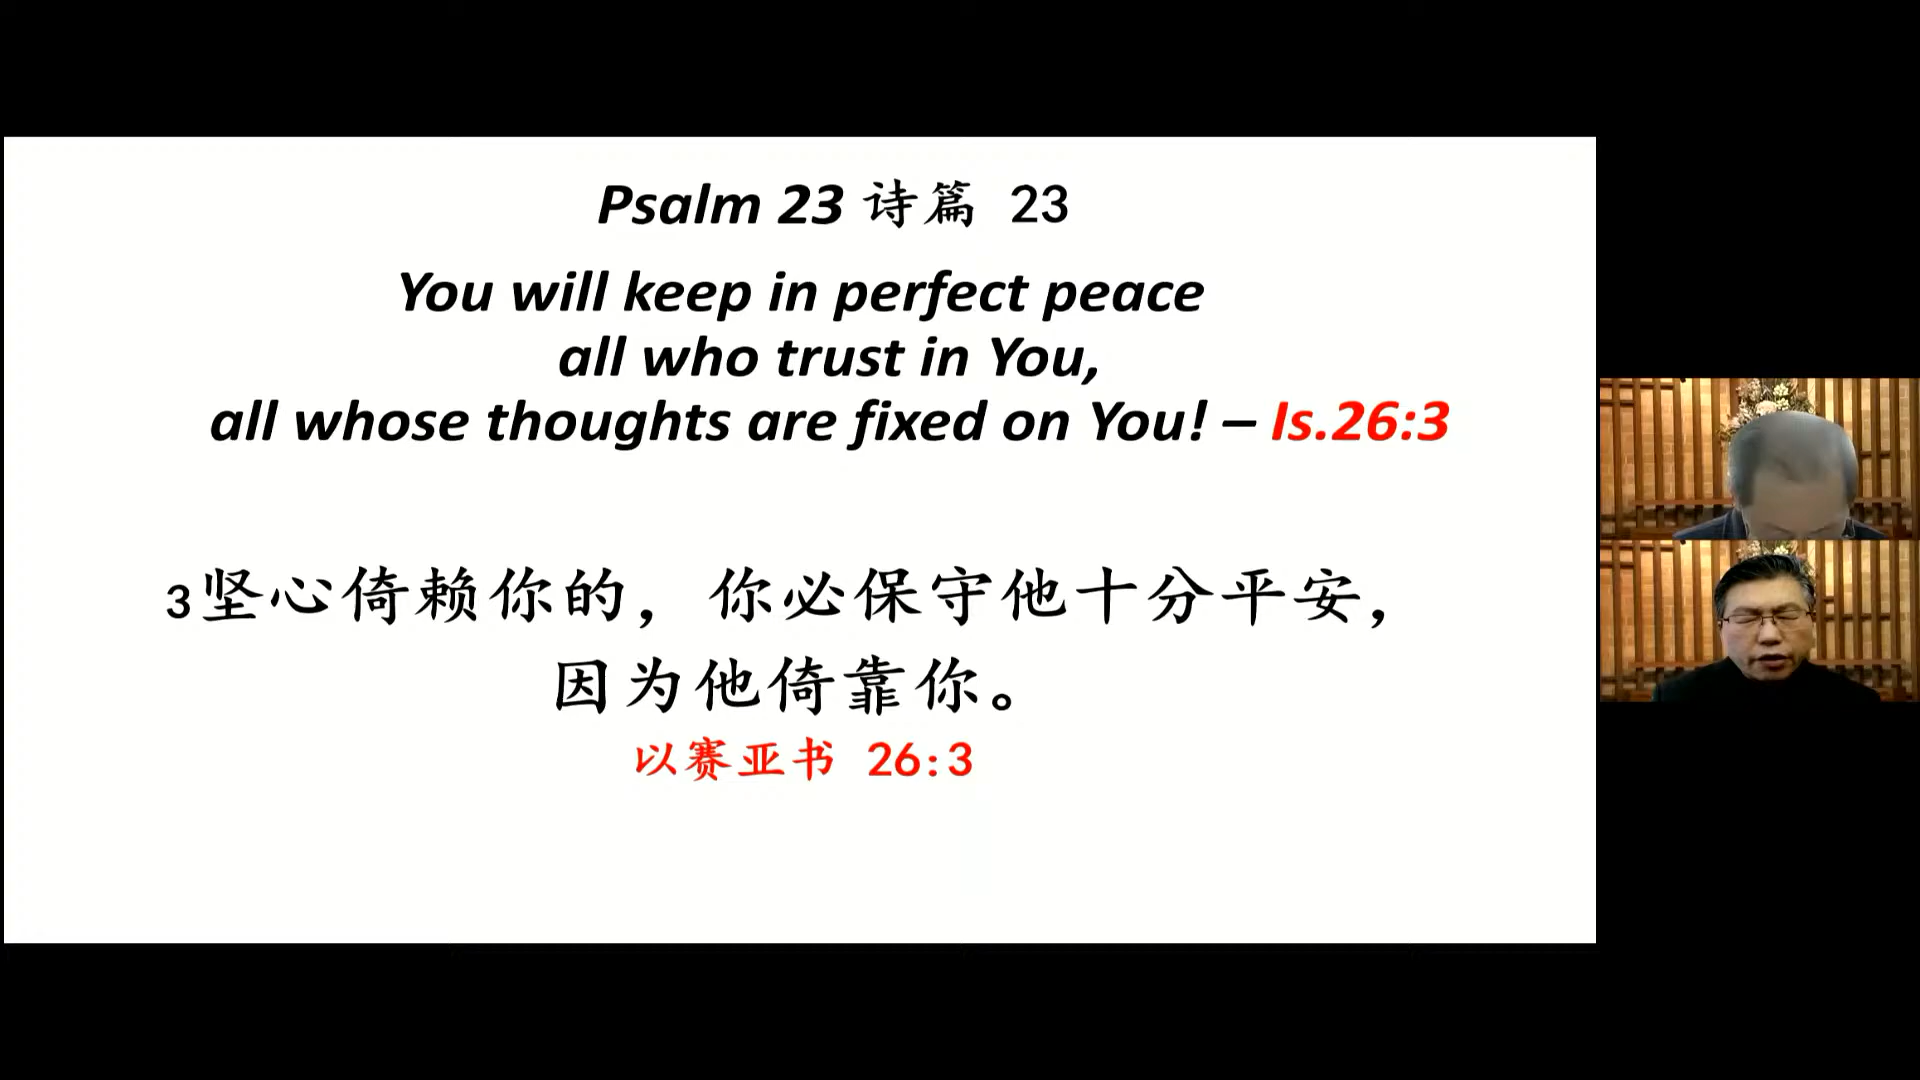 Psalm 23 诗篇 23
You will keep in perfect peace
all who trust in You,
all whose thoughts are fixed on You! – Is.26:3
3坚心倚赖你的，你必保守他十分平安，
因为他倚靠你。
以赛亚书 26:3